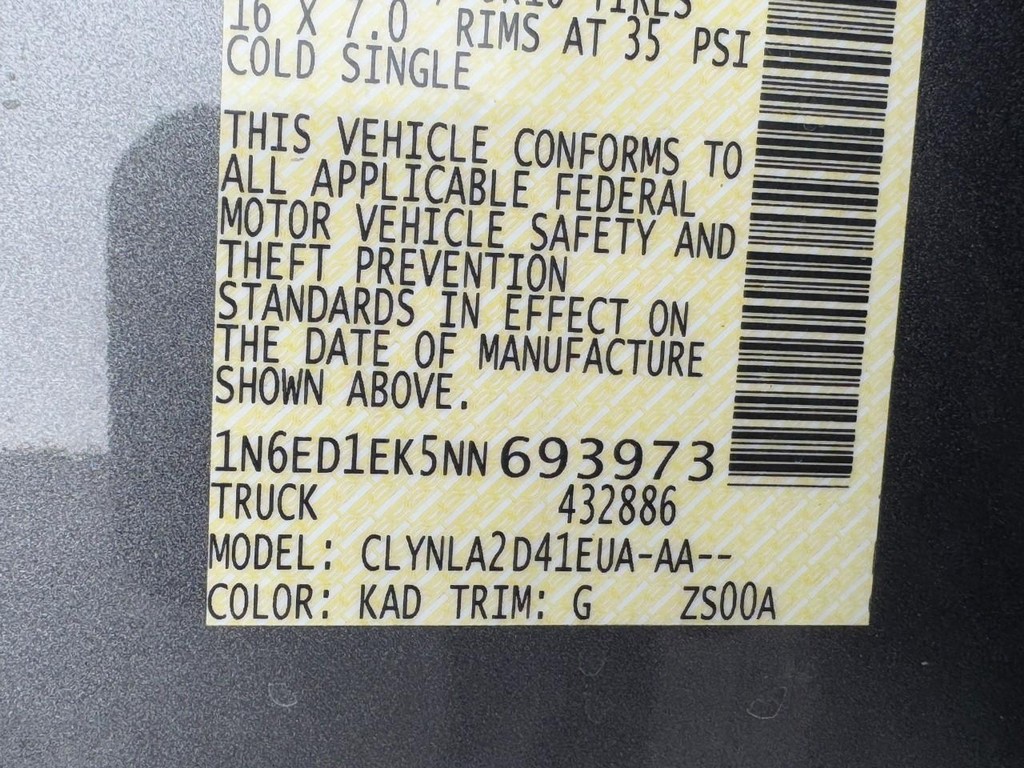 TIRES
16 X 7.0 RIMS AT 35 PSI
COLD SINGLE
THIS VEHICLE CONFORMS TO
ALL APPLICABLE FEDERAL
MOTOR VEHICLE SAFETY AND
THEFT PREVENTION
STANDARDS IN EFFECT ON
THE DATE OF MANUFACTURE
SHOWN ABOVE.
1N6ED1EK5NN693973
TRUCK 432886
MODEL: CLYNLA2D41EUA-AA--
COLOR: KAD TRIM: G ZS00A